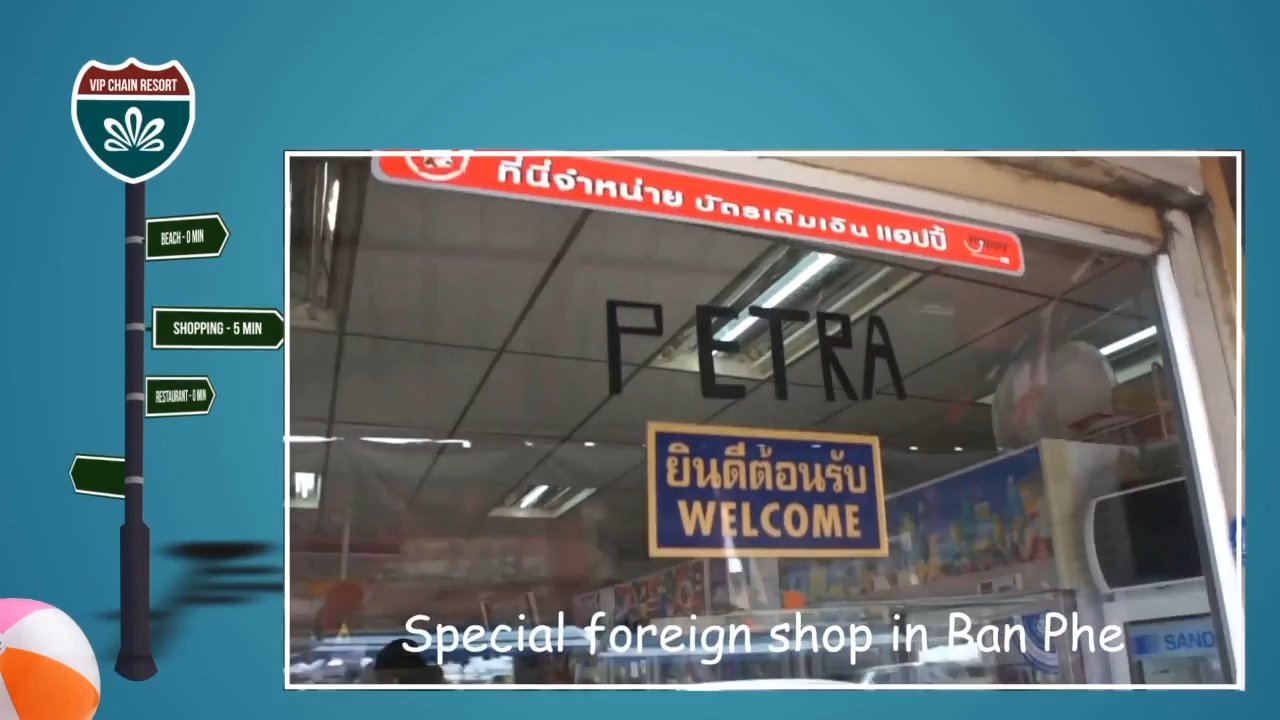 VIP CHAIN RESORT
BEACH - 0 MIN
SHOPPING - 5 MIN
RESTAURANT - 0 MIN
ที่นี่จำหน่าย บัตรเติมเงิน แฮปปี้
Happy
PETRA
ยินดีต้อนรับ
WELCOME
SAND
Special foreign shop in Ban Phe